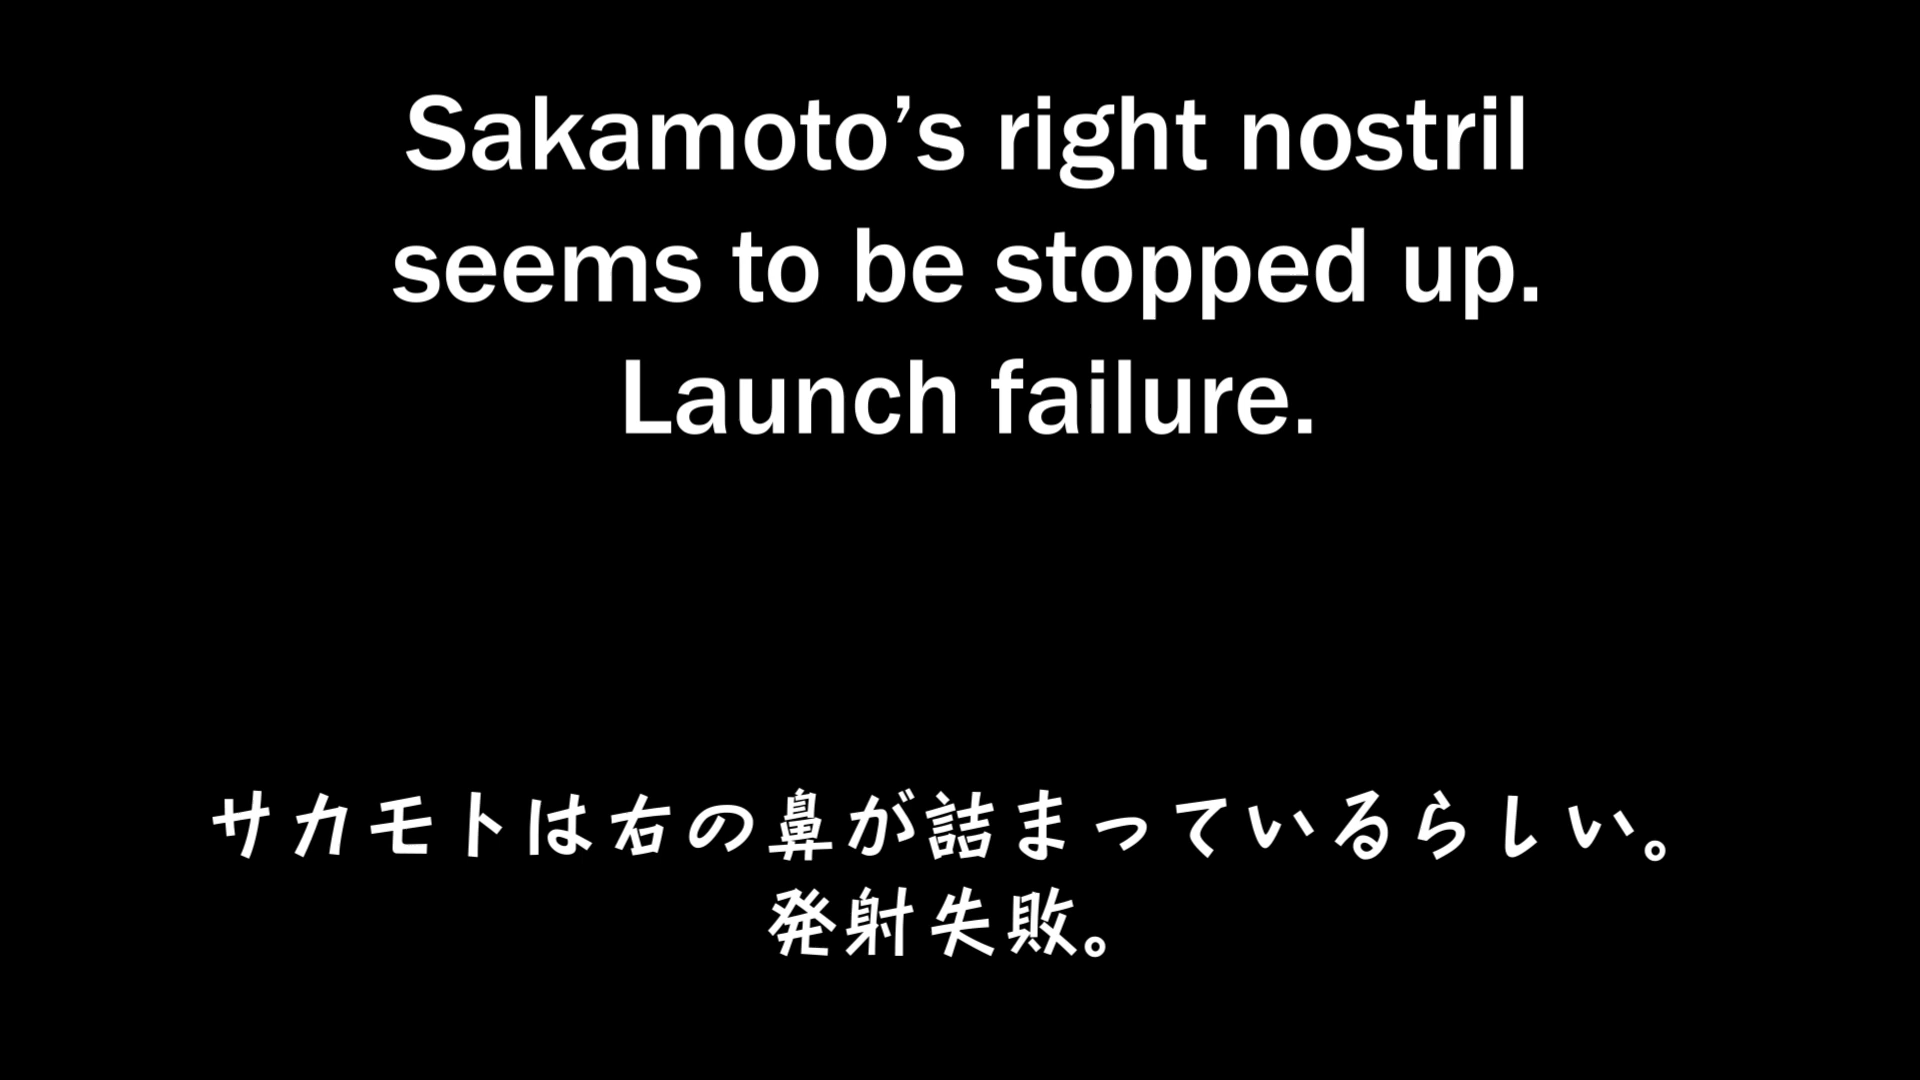 Sakamoto’s right nostril
seems to be stopped up.
Launch failure.
サカモトは右の鼻が詰まっているらしい。
発射失敗。